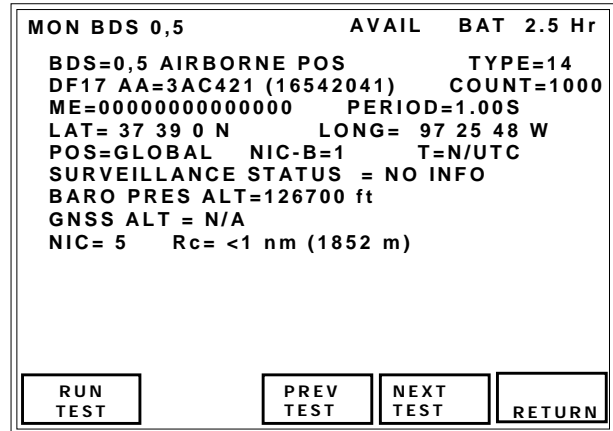 MON BDS 0,5 AVAIL BAT 2.5 Hr
BDS=0,5 AIRBORNE POS TYPE=14
DF17 AA=3AC421 (16542041) COUNT=1000
ME=00000000000000 PERIOD=1.00S
LAT= 37 39 0 N LONG= 97 25 48 W
POS=GLOBAL NIC-B=1 T=N/UTC
SURVEILLANCE STATUS = NO INFO
BARO PRES ALT=126700 ft
GNSS ALT = N/A
NIC= 5 Rc= <1 nm (1852 m)
RUN TEST
PREV TEST
NEXT TEST
RETURN